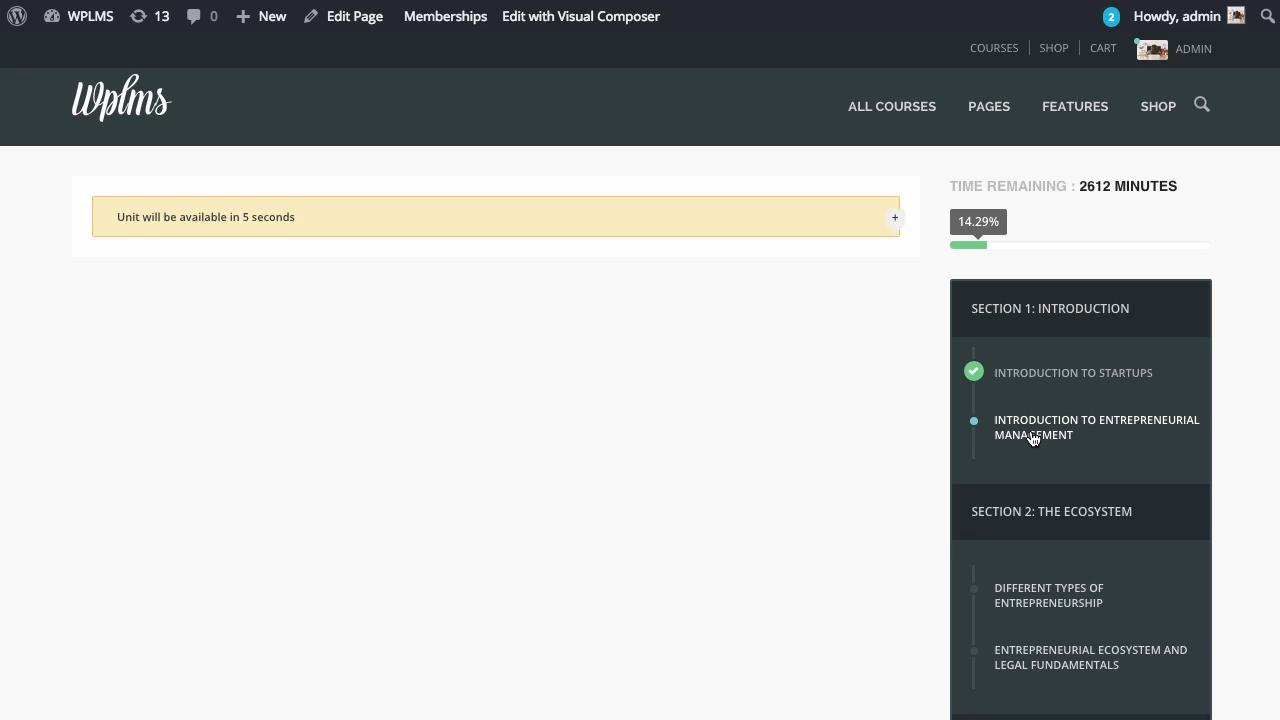 WPLMS 13 0 New Edit Page Memberships Edit with Visual Composer 2 Howdy, admin
COURSES SHOP CART ADMIN
Wplms
ALL COURSES PAGES FEATURES SHOP
Unit will be available in 5 seconds +
TIME REMAINING : 2612 MINUTES
14.29%
SECTION 1: INTRODUCTION
INTRODUCTION TO STARTUPS
INTRODUCTION TO ENTREPRENEURIAL
MANAGEMENT
SECTION 2: THE ECOSYSTEM
DIFFERENT TYPES OF
ENTREPRENEURSHIP
ENTREPRENEURIAL ECOSYSTEM AND
LEGAL FUNDAMENTALS